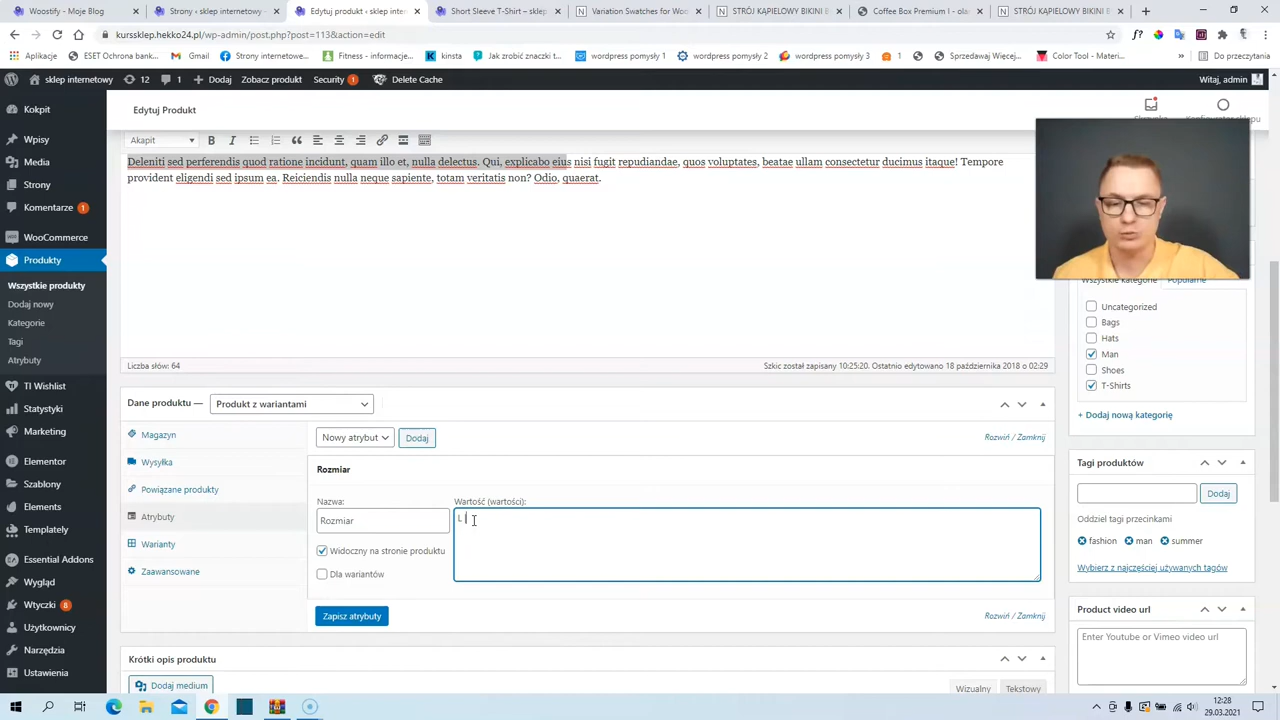 Woostify – Moje Blog
Stwórz sklep internetowy
Edytuj produkt ‹ sklep internet
Short Sleeve T-Shirt – sklep
Variation Swatches for Woo
STRÓJ KĄPIELOWY BIKINI B
Coffee Box Premium I - ola
STRÓJ KĄPIELOWY BIKINI B
kurssklep.hekko24.pl/wp-admin/post.php?post=113&action=edit
Aplikacje
ESET Ochrona bank...
Strony internetowe...
Fitness - informacje...
kinsta
Jak zrobić znaczki t...
wordpress pomysły 1
wordpress pomysły 2
wordpress pomysły 3
1
Sprzedawaj Więcej,...
Color Tool - Materi...
»
Do przeczytania
sklep internetowy
12
1
Dodaj
Zobacz produkt
Security 1
Delete Cache
Witaj, admin
Kokpit
Wpisy
Media
Strony
Komentarze 1
WooCommerce
Produkty
Wszystkie produkty
Dodaj nowy
Kategorie
Tagi
Atrybuty
TI Wishlist
Statystyki
Marketing
Elementor
Szablony
Elements
Templately
Essential Addons
Wygląd
Wtyczki 8
Użytkownicy
Narzędzia
Ustawienia
Edytuj Produkt
Akapit
Deleniti sed perferendis quod ratione incidunt, quam illo et, nulla delectus. Qui, explicabo eius nisi fugit repudiandae, quos voluptates, beatae ullam consectetur ducimus itaque! Tempore
provident eligendi sed ipsum ea. Reiciendis nulla neque sapiente, totam veritatis non? Odio, quaerat.
Liczba słów: 64
Szkic został zapisany 10:25:20. Ostatnio edytowano 18 października 2018 o 02:29
Dane produktu —
Produkt z wariantami
Magazyn
Wysyłka
Powiązane produkty
Atrybuty
Warianty
Zaawansowane
Nowy atrybut
Dodaj
Rozwiń / Zamknij
Rozmiar
Nazwa:
Wartość (wartości):
Rozmiar
L |
Widoczny na stronie produktu
Dla wariantów
Zapisz atrybuty
Rozwiń / Zamknij
Krótki opis produktu
Dodaj medium
Wizualny
Tekstowy
Wszystkie kategorie
Popularne
Uncategorized
Bags
Hats
Man
Shoes
T-Shirts
+ Dodaj nową kategorię
Tagi produktów
Dodaj
Oddziel tagi przecinkami
fashion
man
summer
Wybierz z najczęściej używanych tagów
Product video url
Enter Youtube or Vimeo video url
12:28
29.03.2021